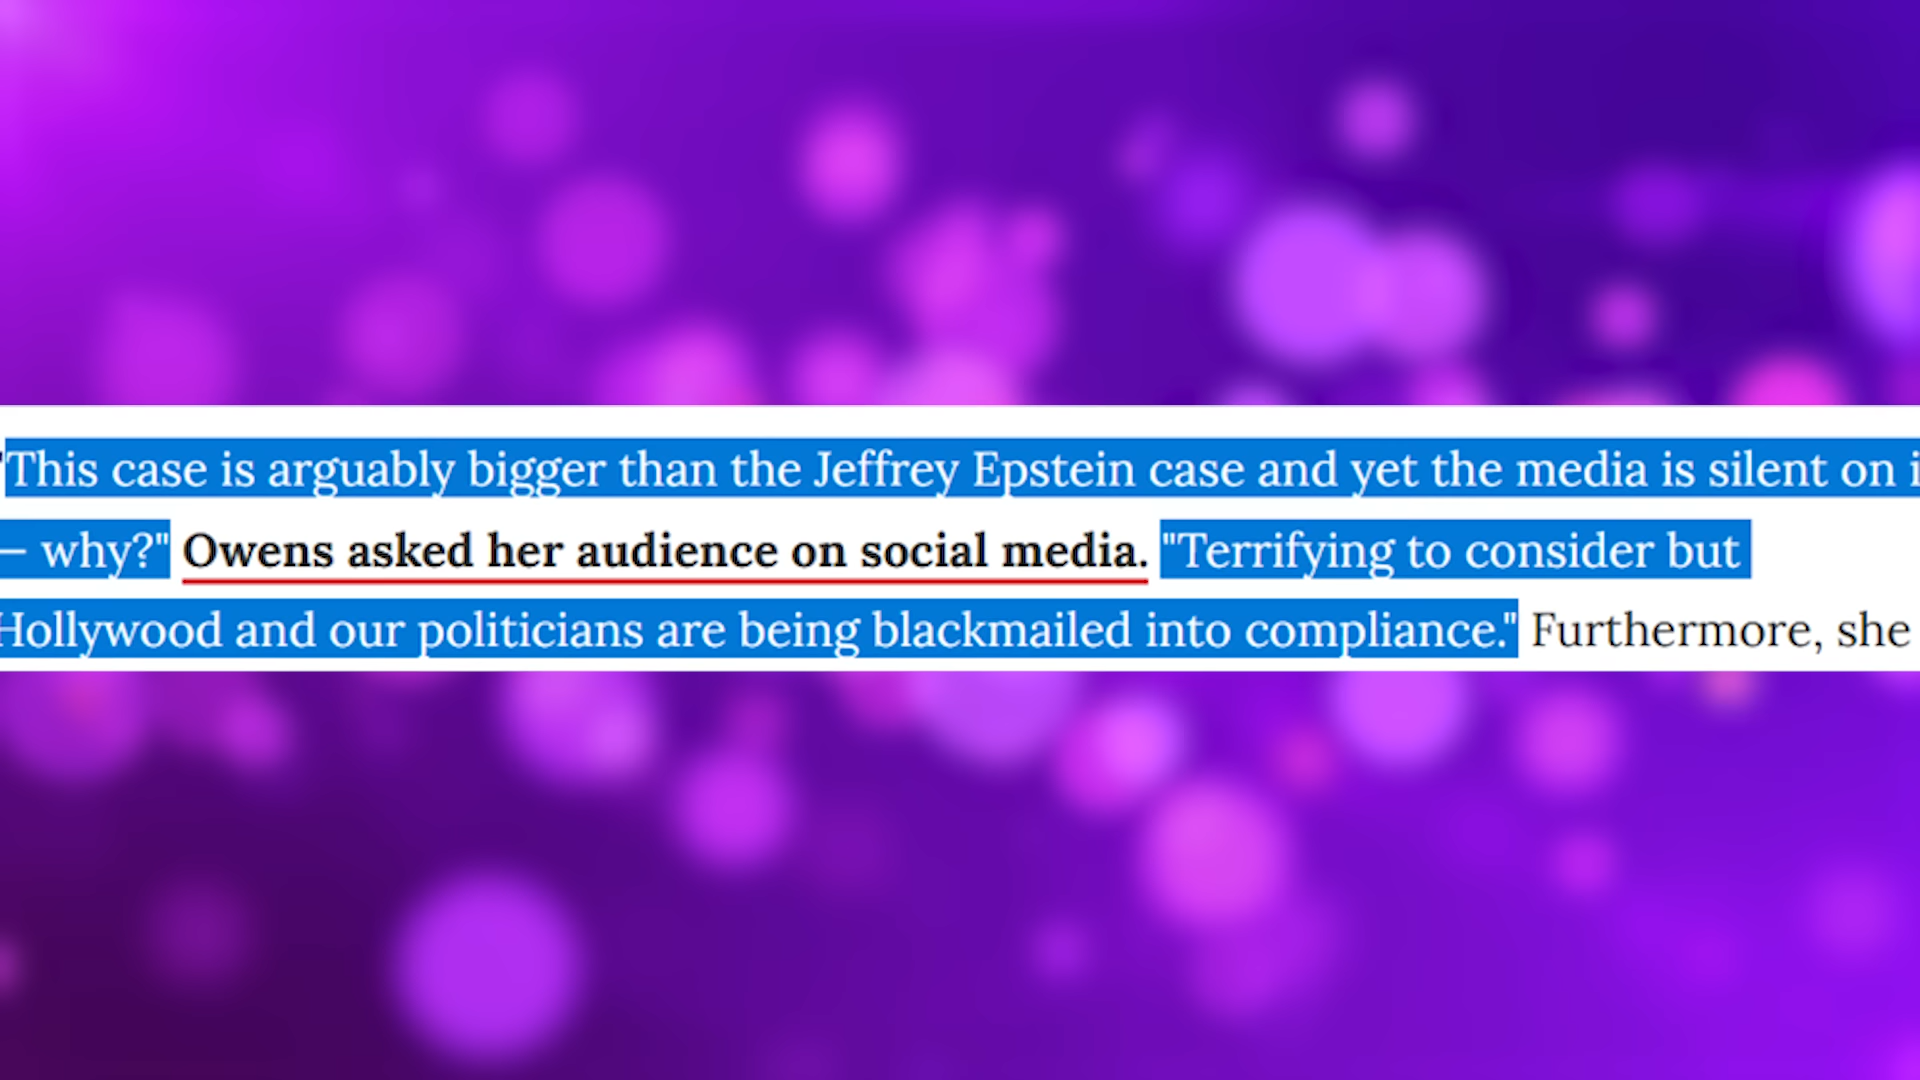 "This case is arguably bigger than the Jeffrey Epstein case and yet the media is silent on
— why?" Owens asked her audience on social media. "Terrifying to consider but
Hollywood and our politicians are being blackmailed into compliance." Furthermore, she